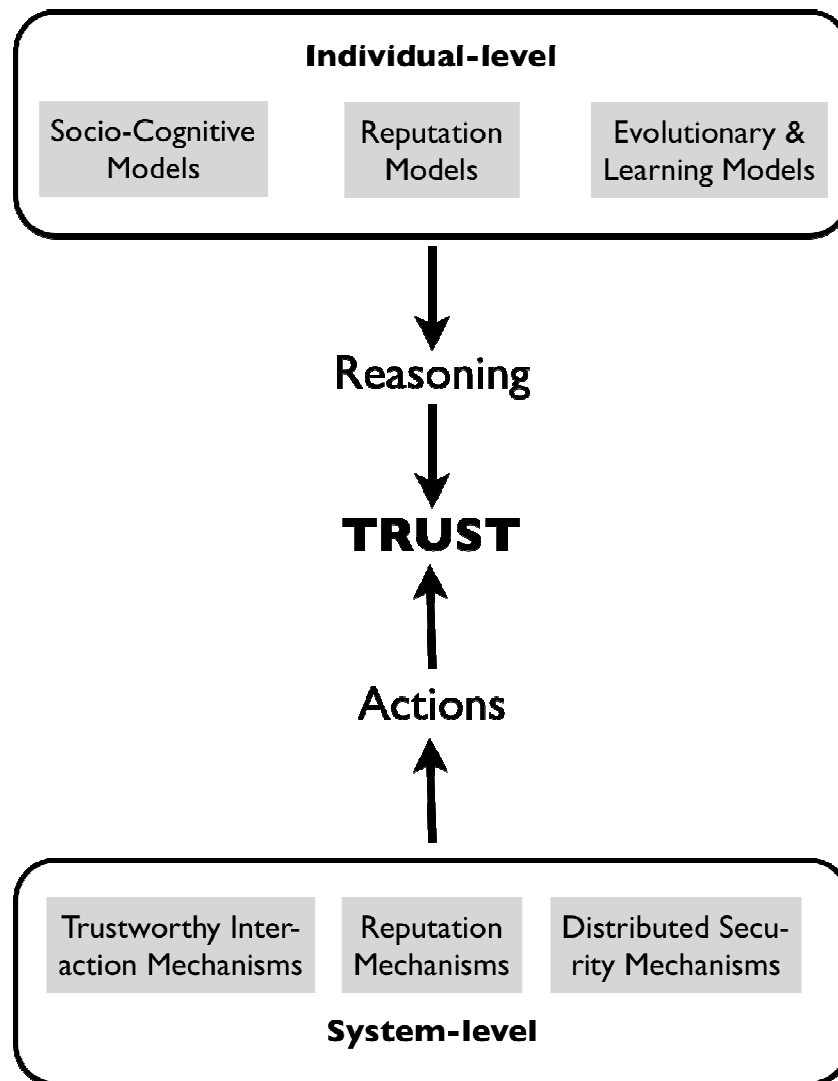 Individual-level
Socio-Cognitive
Models
Reputation
Models
Evolutionary &
Learning Models
Reasoning
TRUST
Actions
Trustworthy Inter-
action Mechanisms
Reputation
Mechanisms
Distributed Secu-
rity Mechanisms
System-level